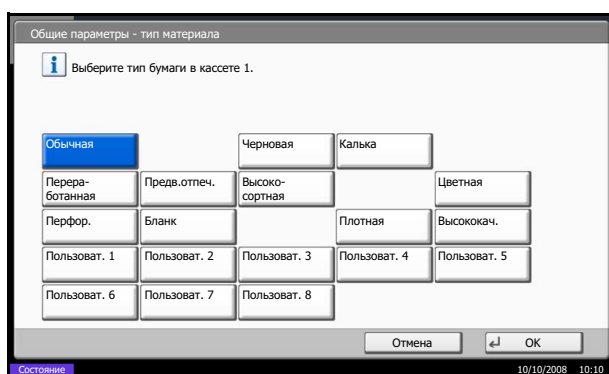 Общие параметры - тип материала
Выберите тип бумаги в кассете 1.
Обычная Черновая Калька
Перера-
ботанная
Предв.отпеч.
Высоко-
сортная
Цветная
Перфор. Бланк Плотная Высококач.
Пользоват. 1 Пользоват. 2 Пользоват. 3 Пользоват. 4 Пользоват. 5
Пользоват. 6 Пользоват. 7 Пользоват. 8
Отмена OK
Состояние 10/10/2008 10:10